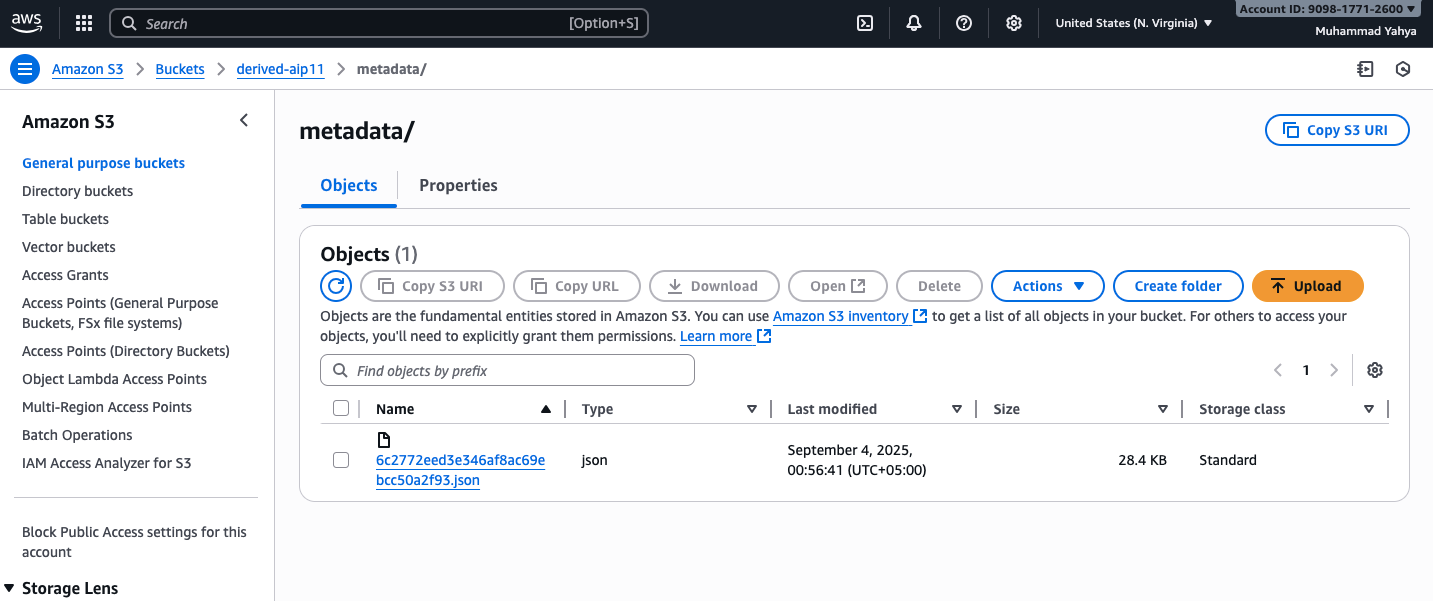 aws
Search
[Option+S]
United States (N. Virginia)
Account ID: 9098-1771-2600
Muhammad Yahya
Amazon S3
Buckets
derived-aip11
metadata/
Amazon S3
General purpose buckets
Directory buckets
Table buckets
Vector buckets
Access Grants
Access Points (General Purpose
Buckets, FSx file systems)
Access Points (Directory Buckets)
Object Lambda Access Points
Multi-Region Access Points
Batch Operations
IAM Access Analyzer for S3
Block Public Access settings for this
account
Storage Lens
metadata/
Copy S3 URI
Objects
Properties
Objects (1)
Copy S3 URI
Copy URL
Download
Open
Delete
Actions
Create folder
Upload
Objects are the fundamental entities stored in Amazon S3. You can use Amazon S3 inventory to get a list of all objects in your bucket. For others to access your
objects, you'll need to explicitly grant them permissions. Learn more
Find objects by prefix
1
Name
Type
Last modified
Size
Storage class
6c2772eed3e346af8ac69e
bcc50a2f93.json
json
September 4, 2025,
00:56:41 (UTC+05:00)
28.4 KB
Standard